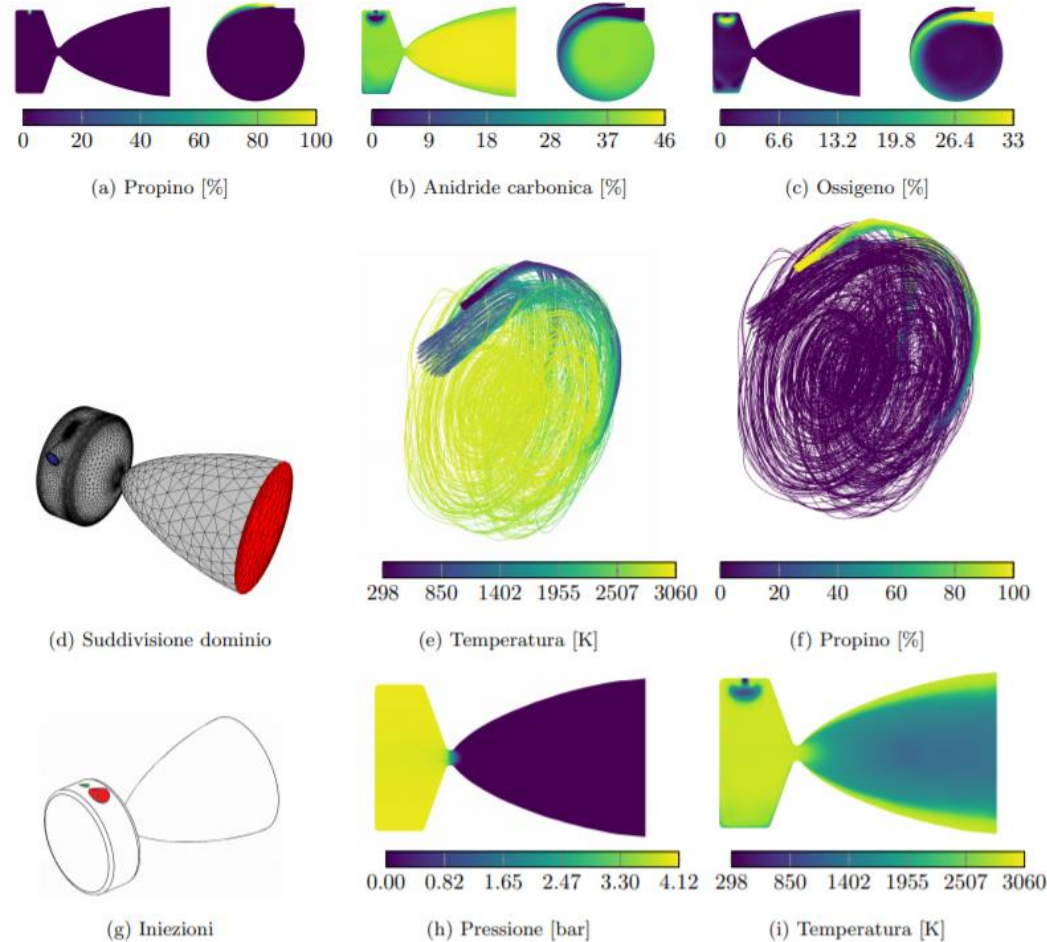 0 20 40 60 80 100
0 9 18 28 37 46
0 6.6 13.2 19.8 26.4 33
(a) Propino [%]
(b) Anidride carbonica [%]
(c) Ossigeno [%]
298 850 1402 1955 2507 3060
0 20 40 60 80 100
(d) Suddivisione dominio
(e) Temperatura [K]
(f) Propino [%]
0.00 0.82 1.65 2.47 3.30 4.12
298 850 1402 1955 2507 3060
(g) Iniezioni
(h) Pressione [bar]
(i) Temperatura [K]